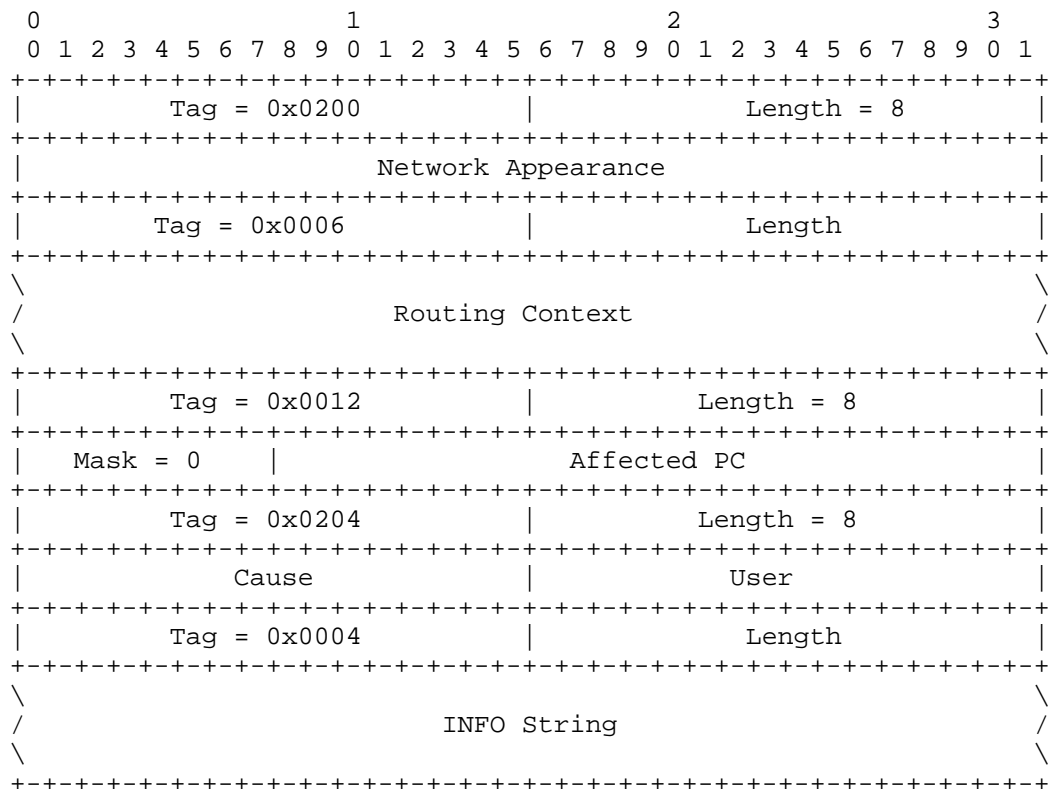 0                   1                   2                   3
 0 1 2 3 4 5 6 7 8 9 0 1 2 3 4 5 6 7 8 9 0 1 2 3 4 5 6 7 8 9 0 1
+-+-+-+-+-+-+-+-+-+-+-+-+-+-+-+-+-+-+-+-+-+-+-+-+-+-+-+-+-+-+-+-+
|         Tag = 0x0200          |             Length = 8        |
+-+-+-+-+-+-+-+-+-+-+-+-+-+-+-+-+-+-+-+-+-+-+-+-+-+-+-+-+-+-+-+-+
|                      Network Appearance                       |
+-+-+-+-+-+-+-+-+-+-+-+-+-+-+-+-+-+-+-+-+-+-+-+-+-+-+-+-+-+-+-+-+
|        Tag = 0x0006           |             Length            |
+-+-+-+-+-+-+-+-+-+-+-+-+-+-+-+-+-+-+-+-+-+-+-+-+-+-+-+-+-+-+-+-+
\                                                               \
/                       Routing Context                         /
\                                                               \
+-+-+-+-+-+-+-+-+-+-+-+-+-+-+-+-+-+-+-+-+-+-+-+-+-+-+-+-+-+-+-+-+
|         Tag = 0x0012          |          Length = 8           |
+-+-+-+-+-+-+-+-+-+-+-+-+-+-+-+-+-+-+-+-+-+-+-+-+-+-+-+-+-+-+-+-+
|   Mask = 0    |                  Affected PC                  |
+-+-+-+-+-+-+-+-+-+-+-+-+-+-+-+-+-+-+-+-+-+-+-+-+-+-+-+-+-+-+-+-+
|         Tag = 0x0204          |          Length = 8           |
+-+-+-+-+-+-+-+-+-+-+-+-+-+-+-+-+-+-+-+-+-+-+-+-+-+-+-+-+-+-+-+-+
|             Cause             |            User               |
+-+-+-+-+-+-+-+-+-+-+-+-+-+-+-+-+-+-+-+-+-+-+-+-+-+-+-+-+-+-+-+-+
|         Tag = 0x0004          |             Length            |
+-+-+-+-+-+-+-+-+-+-+-+-+-+-+-+-+-+-+-+-+-+-+-+-+-+-+-+-+-+-+-+-+
\                                                               \
/                          INFO String                          /
\                                                               \
+-+-+-+-+-+-+-+-+-+-+-+-+-+-+-+-+-+-+-+-+-+-+-+-+-+-+-+-+-+-+-+-+